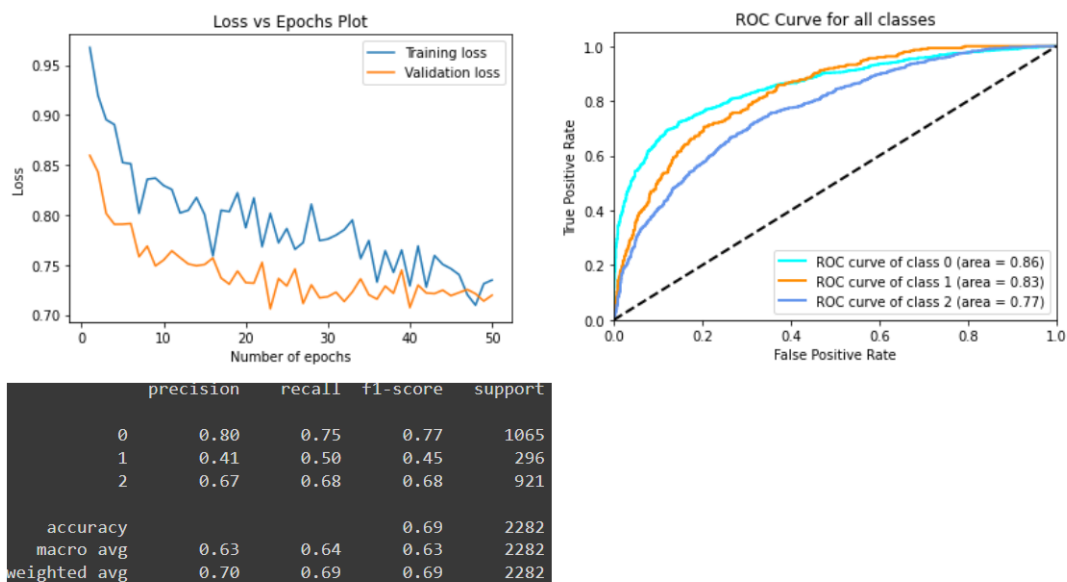 Loss vs Epochs Plot
Training loss
Validation loss
0.95
0.90
0.85
0.80
0.75
0.70
Loss
0 10 20 30 40 50
Number of epochs
ROC Curve for all classes
1.0
0.8
0.6
0.4
0.2
0.0
True Positive Rate
ROC curve of class 0 (area = 0.86)
ROC curve of class 1 (area = 0.83)
ROC curve of class 2 (area = 0.77)
0.0 0.2 0.4 0.6 0.8 1.0
False Positive Rate
precision recall f1-score support
0 0.80 0.75 0.77 1065
1 0.41 0.50 0.45 296
2 0.67 0.68 0.68 921
accuracy 0.69 2282
macro avg 0.63 0.64 0.63 2282
weighted avg 0.70 0.69 0.69 2282